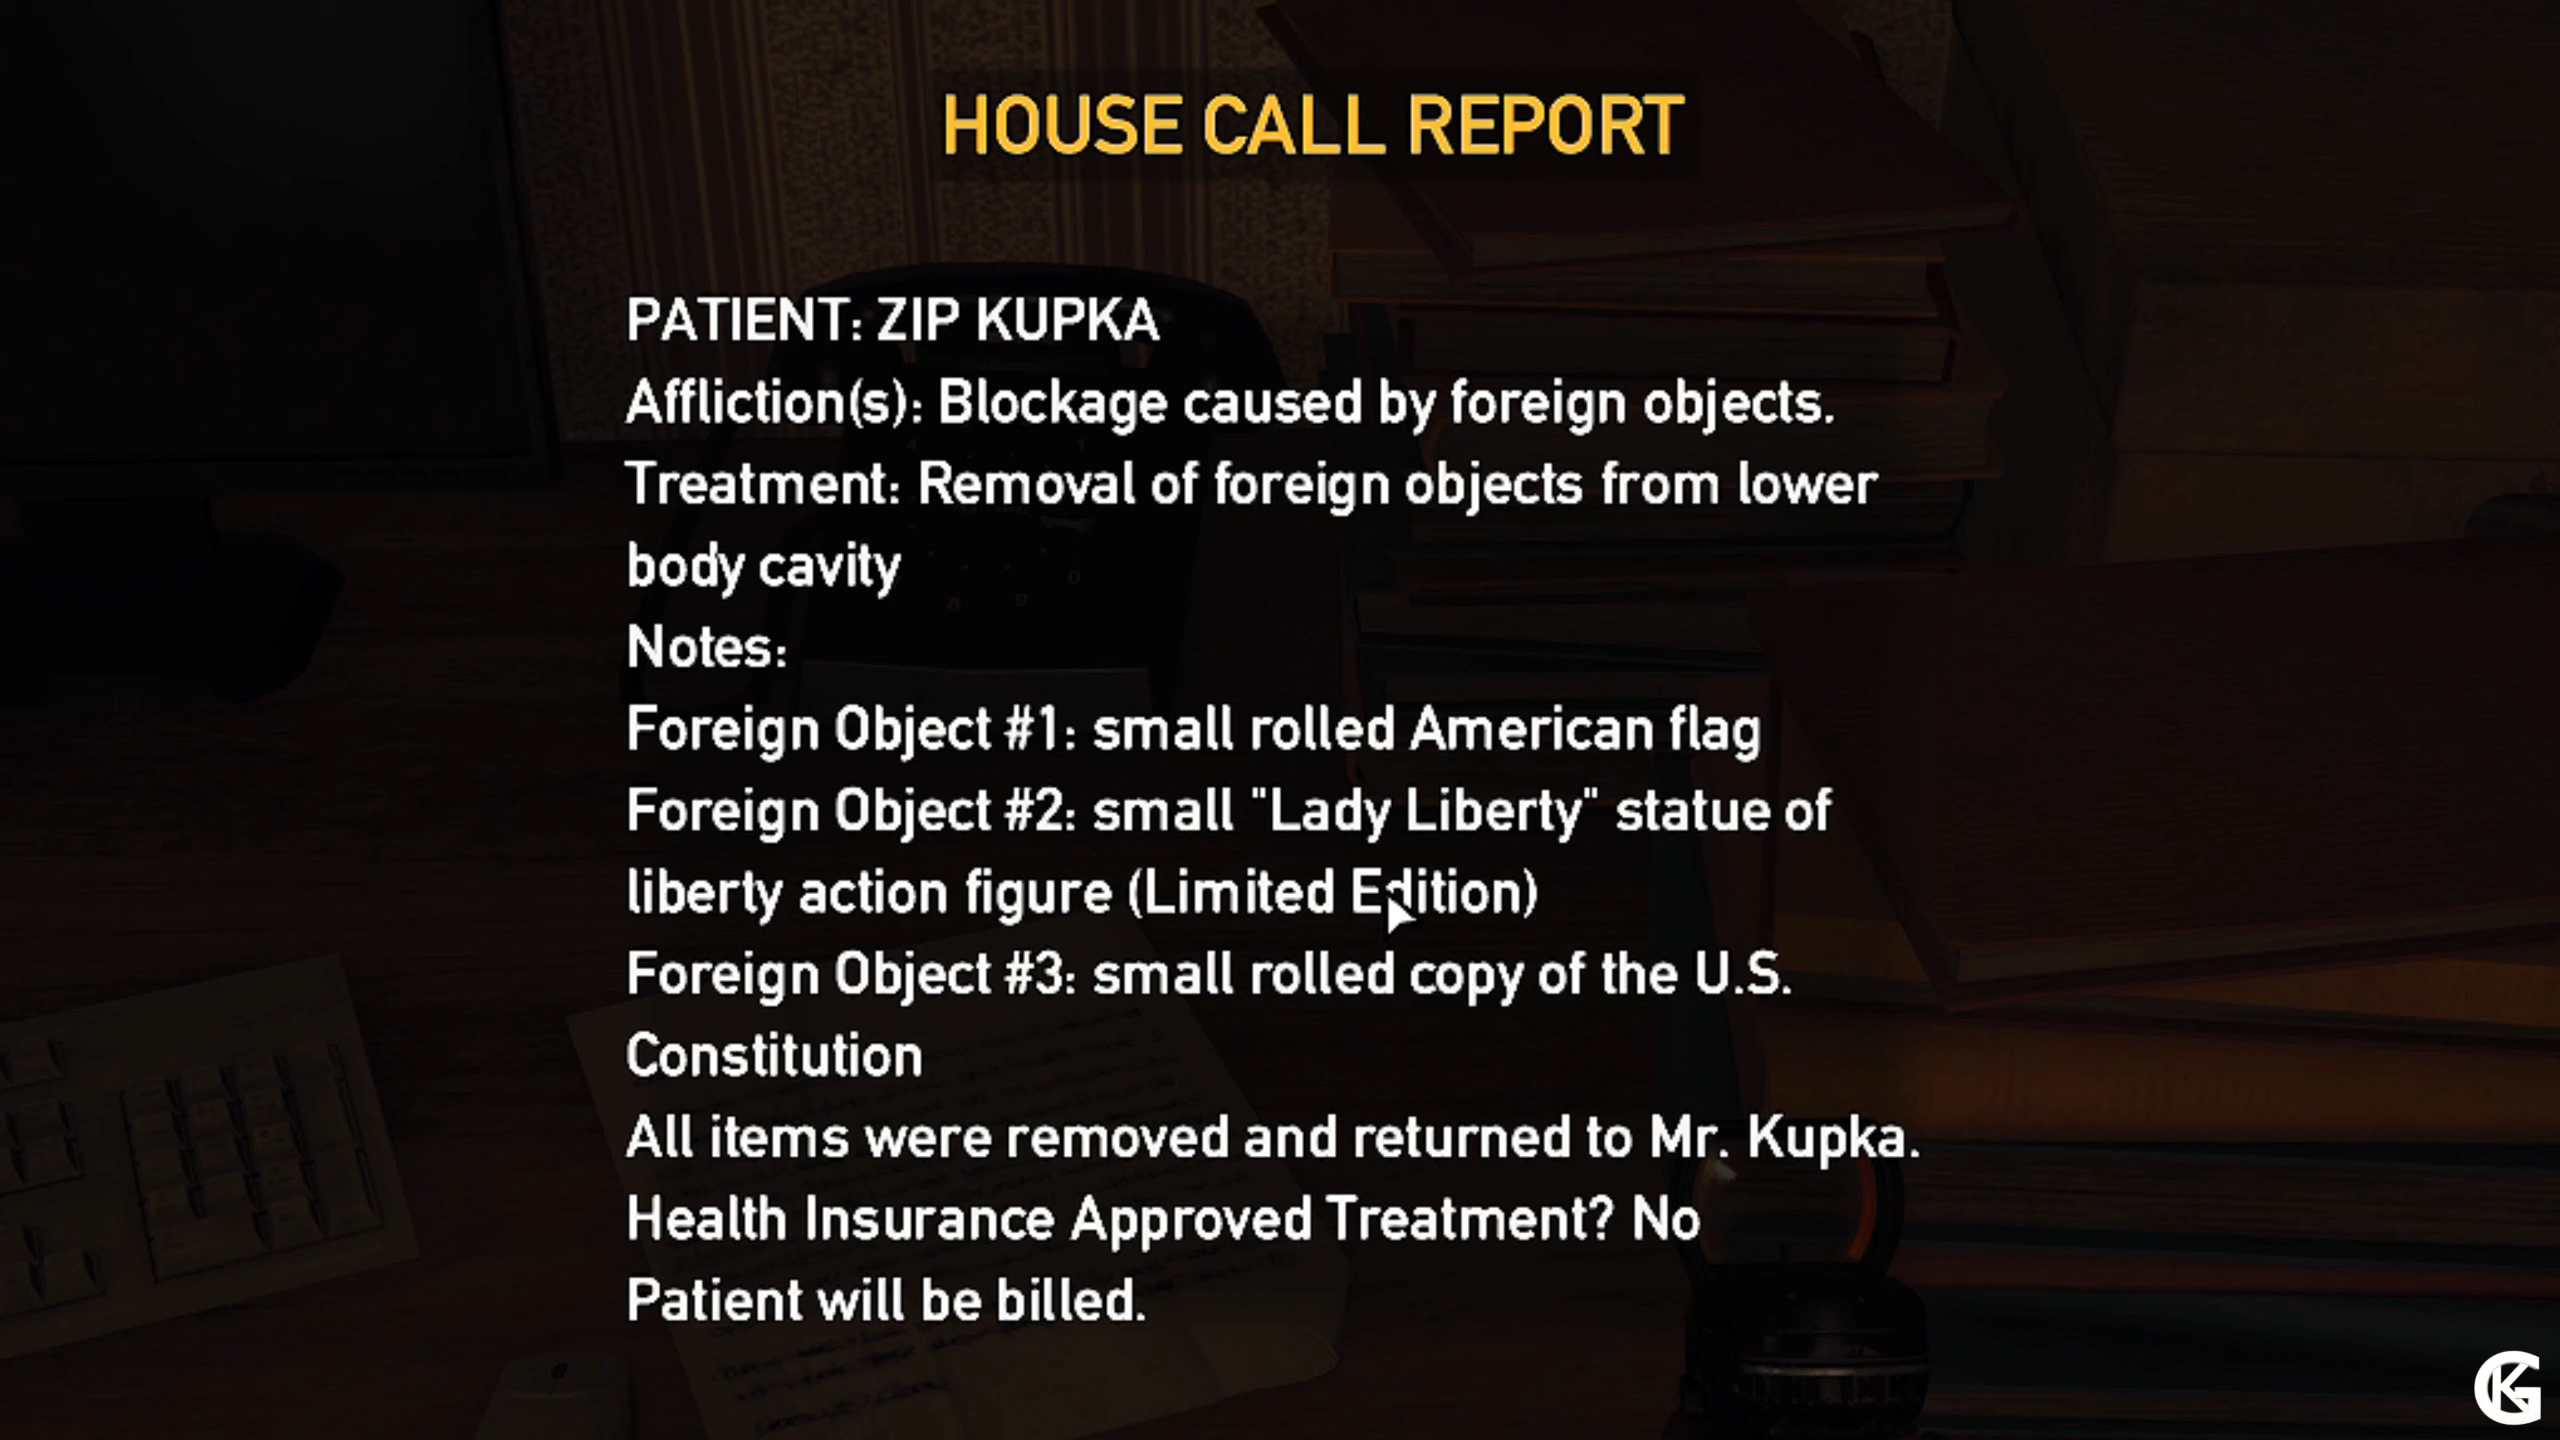 HOUSE CALL REPORT
PATIENT: ZIP KUPKA
Affliction(s): Blockage caused by foreign objects.
Treatment: Removal of foreign objects from lower
body cavity
Notes:
Foreign Object #1: small rolled American flag
Foreign Object #2: small "Lady Liberty" statue of
liberty action figure (Limited Edition)
Foreign Object #3: small rolled copy of the U.S.
Constitution
All items were removed and returned to Mr. Kupka.
Health Insurance Approved Treatment? No
Patient will be billed.